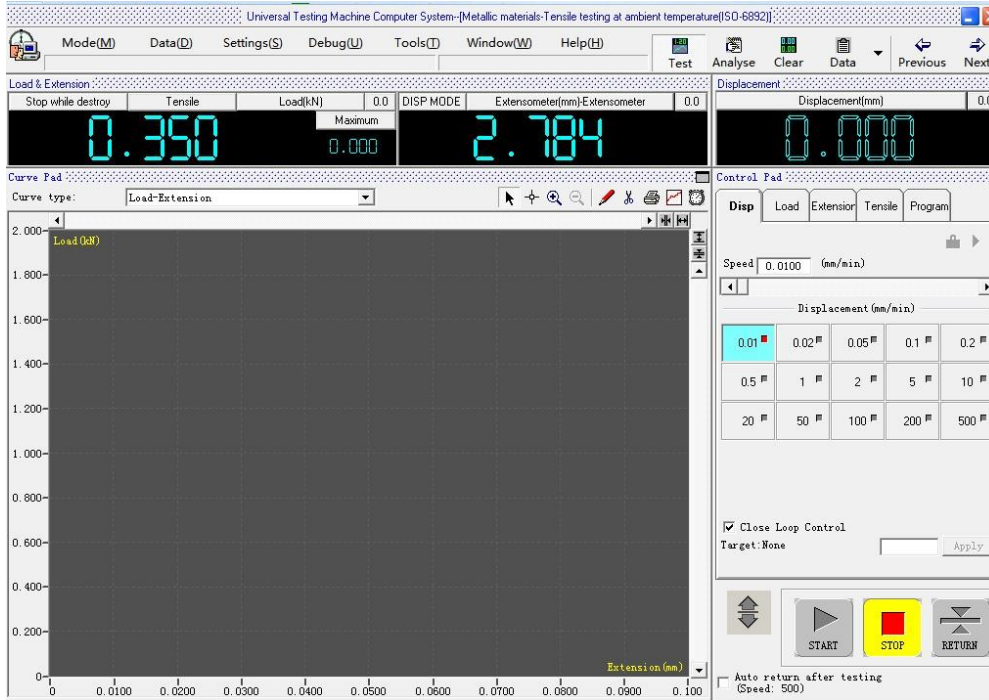 Universal Testing Machine Computer System--[Metallic materials-Tensile testing at ambient temperature(ISO-6892)]
Mode(M) Data(D) Settings(S) Debug(U) Tools(T) Window(W) Help(H)
Test Analyse Clear Data Previous Next
Load & Extension
Displacement
Stop while destroy Tensile Load(kN) 0.0 DISP MODE Extensometer(mm)-Extensometer 0.0
Displacement(mm) 0.0
0.350
Maximum
0.000
2.784
0.000
Curve Pad
Curve type: Load-Extension
2.000
Load(kN)
1.800
1.600
1.400
1.200
1.000
0.800
0.600
0.400
0.200
0
Extension(mm)
0 0.0100 0.0200 0.0300 0.0400 0.0500 0.0600 0.0700 0.0800 0.0900 0.100
Control Pad
Disp Load Extension Tensile Program
Speed 0.0100 (mm/min)
Displacement(mm/min)
0.01 0.02 0.05 0.1 0.2
0.5 1 2 5 10
20 50 100 200 500
Close Loop Control
Target:None Apply
START STOP RETURN
Auto return after testing
(Speed: 500)